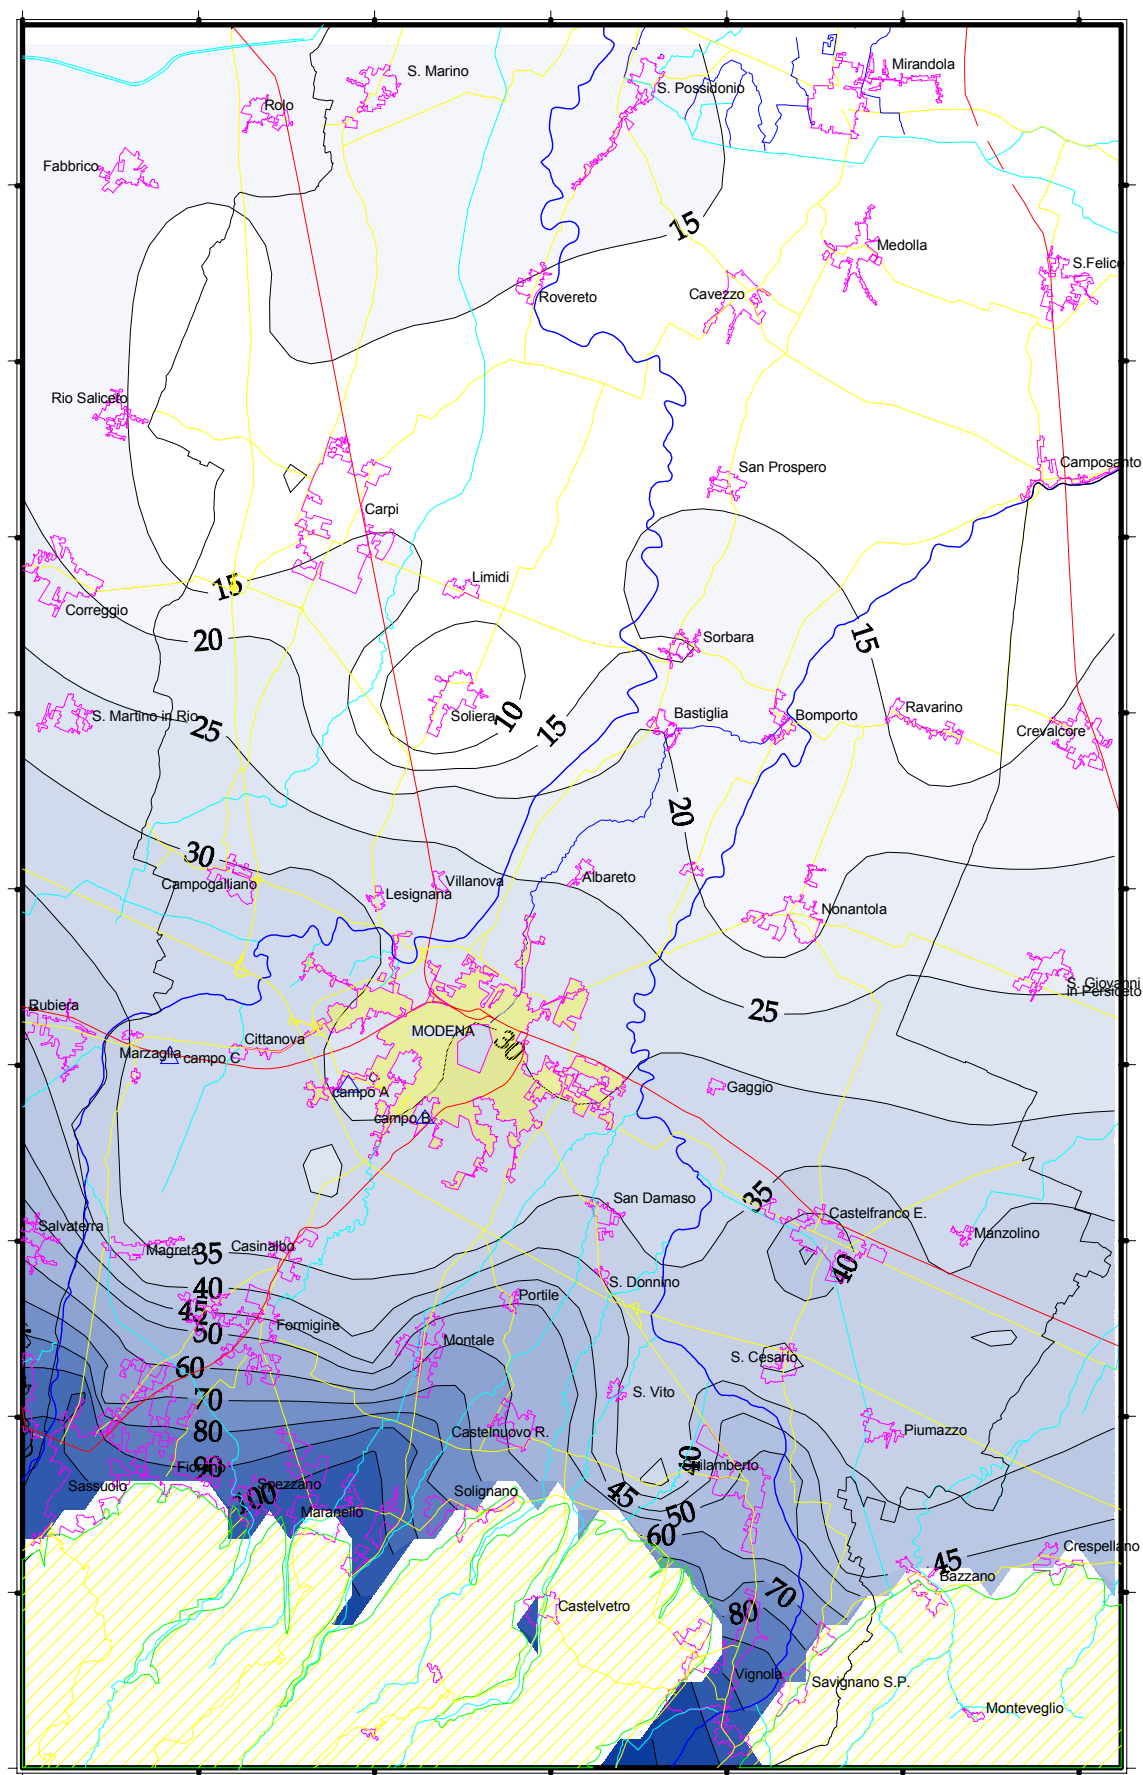 S. Marino
Mirandola
S. Possidonio
Rolo
Fabbrico
15
Medolla
S.Felice
Rovereto
Cavezzo
Rio Saliceto
San Prospero
Camposanto
Carpi
Limidi
15
Correggio
20
Sorbara
15
S. Martino in Rio
25
Soliera
10
15
Bastiglia
Bomporto
Ravarino
Crevalcore
20
30
Campogalliano
Lesignana
Villanova
Albareto
Nonantola
S. Giovanni
in Persiceto
Rubiera
25
MODENA
30
Cittanova
Marzaglia
campo C
campo A
Gaggio
campo B
35
San Damaso
Castelfranco E.
Salvaterra
Magreta
35
Casinalbo
Manzolino
40
S. Donnino
40
Portile
45
50
Formigine
Montale
S. Cesario
60
70
S. Vito
80
Castelnuovo R.
Piumazzo
90
Fiorano
40
Spilamberto
Sassuolo
Spezzano
100
Maranello
Solignano
45
50
60
45
Crespellano
Bazzano
70
80
Castelvetro
Vignola
Savignano S.P.
Monteveglio